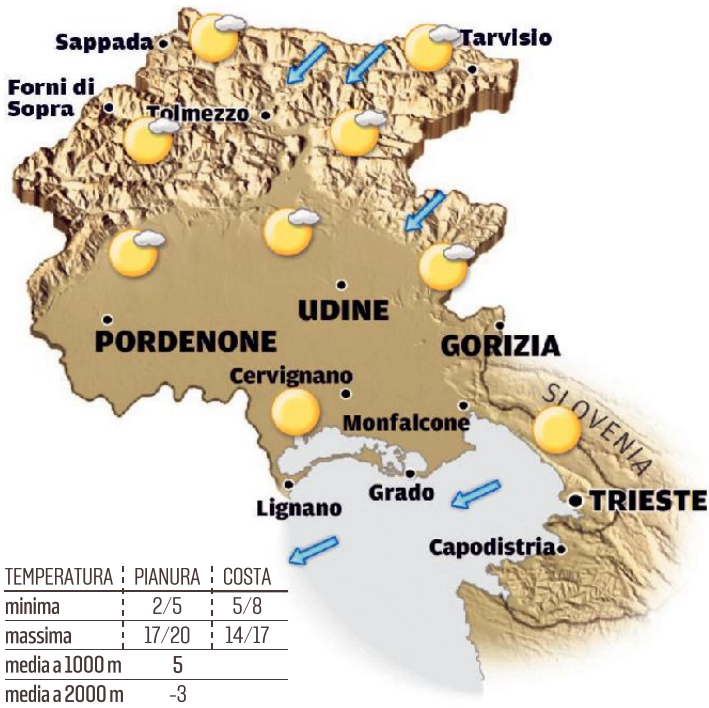 Sappada
Tarvisio
Forni di
Sopra
Tolmezzo
UDINE
PORDENONE
GORIZIA
Cervignano
SLOVENIA
Monfalcone
Grado
Lignano
TRIESTE
Capodistria
TEMPERATURA PIANURA COSTA
minima 2/5 5/8
massima 17/20 14/17
media a 1000 m 5
media a 2000 m -3